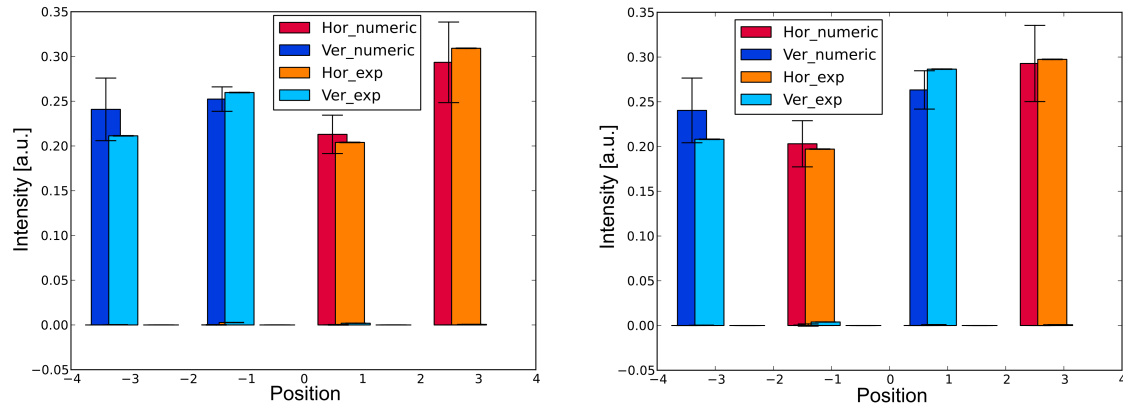 0.35
0.30
0.25
0.20
0.15
0.10
0.05
0.00
−0.05
Intensity [a.u.]
Hor_numeric
Ver_numeric
Hor_exp
Ver_exp
−4 −3 −2 −1 0 1 2 3 4
Position
0.35
0.30
0.25
0.20
0.15
0.10
0.05
0.00
−0.05
Intensity [a.u.]
Hor_numeric
Ver_numeric
Hor_exp
Ver_exp
−4 −3 −2 −1 0 1 2 3 4
Position